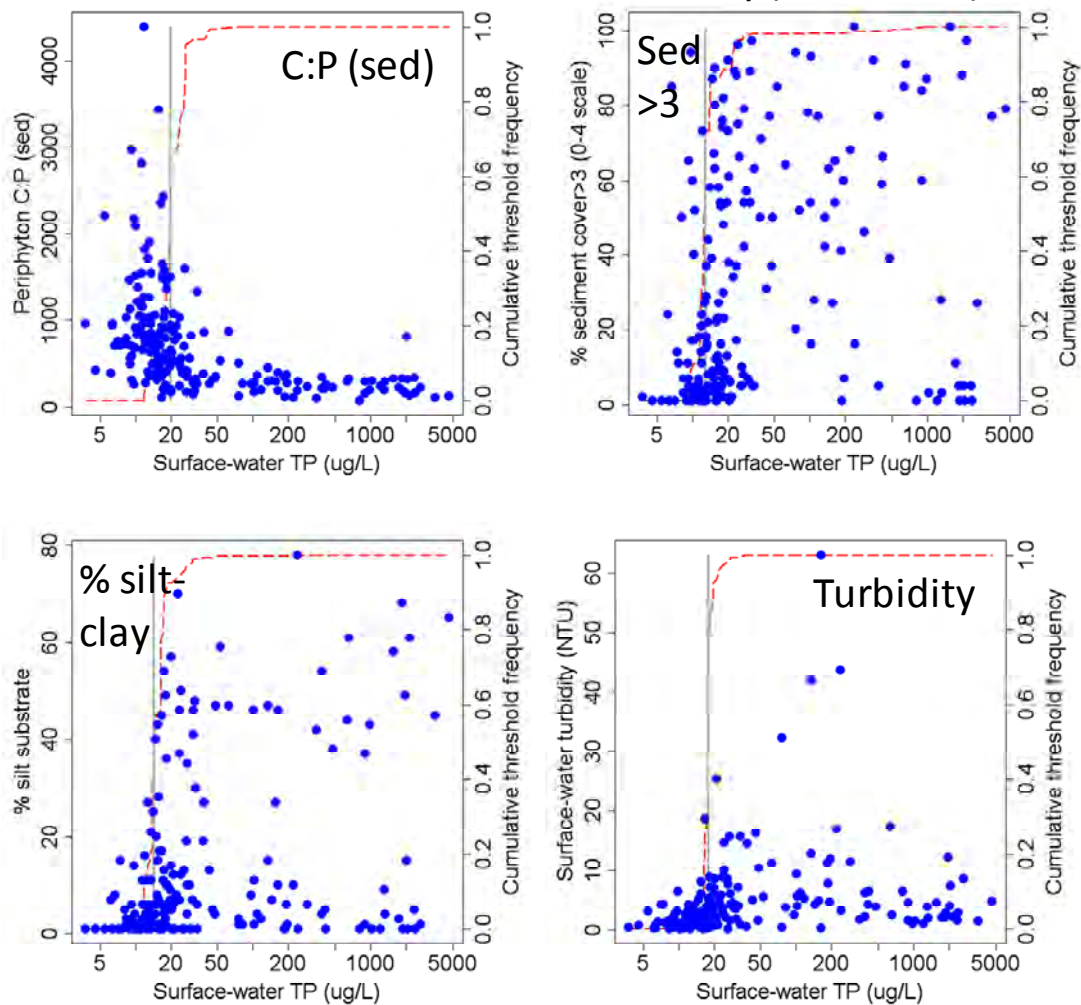 C:P (sed)
Periphyton C:P (sed)
0 1000 2000 3000 4000
0.0 0.2 0.4 0.6 0.8 1.0
Cumulative threshold frequency
5 20 50 200 1000 5000
Surface-water TP (ug/L)
Sed
>3
% sediment cover>3 (0-4 scale)
0 20 40 60 80 100
0.0 0.2 0.4 0.6 0.8 1.0
Cumulative threshold frequency
5 20 50 200 1000 5000
Surface-water TP (ug/L)
% silt-
clay
% silt substrate
0 20 40 60 80
0.0 0.2 0.4 0.6 0.8 1.0
Cumulative threshold frequency
5 20 50 200 1000 5000
Surface-water TP (ug/L)
Turbidity
Surface-water turbidity (NTU)
0 10 20 30 40 50 60
0.0 0.2 0.4 0.6 0.8 1.0
Cumulative threshold frequency
5 20 50 200 1000 5000
Surface-water TP (ug/L)